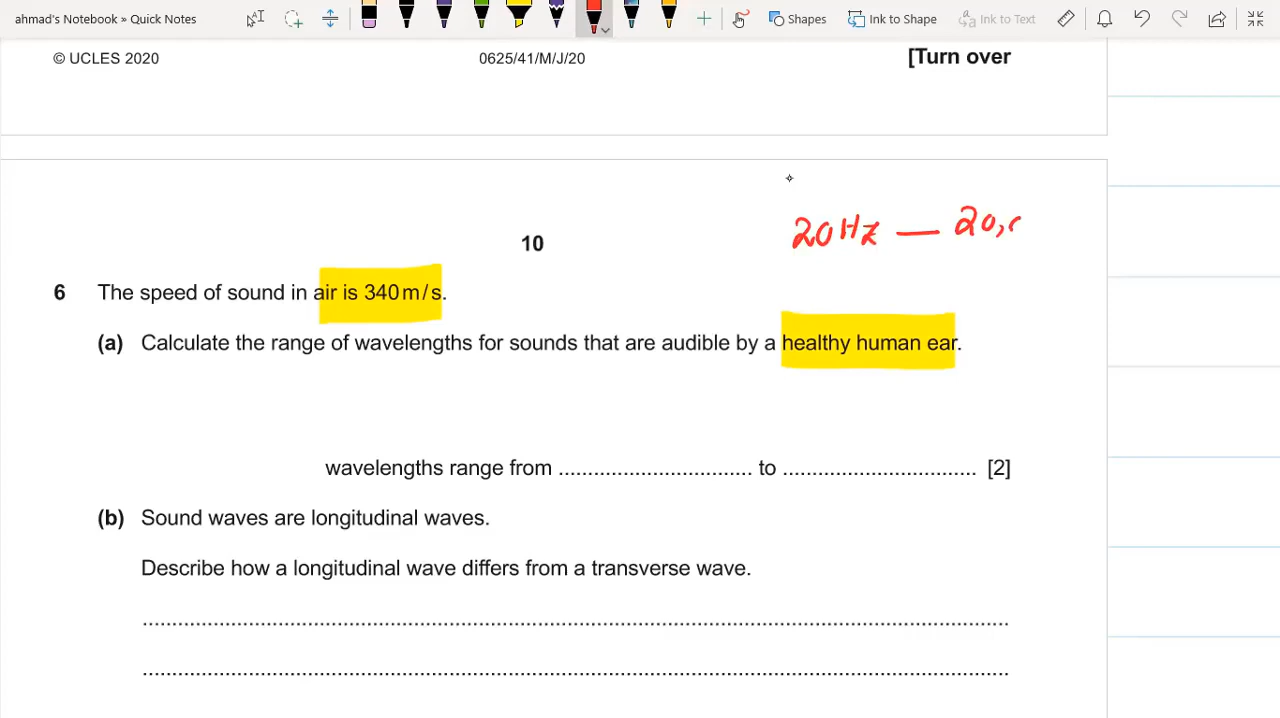 ahmad's Notebook » Quick Notes
Shapes
Ink to Shape
Ink to Text
© UCLES 2020 0625/41/M/J/20 [Turn over
20Hz — 20,
10
6 The speed of sound in air is 340 m/s.
(a) Calculate the range of wavelengths for sounds that are audible by a healthy human ear.
wavelengths range from ................................ to ................................ [2]
(b) Sound waves are longitudinal waves.
Describe how a longitudinal wave differs from a transverse wave.